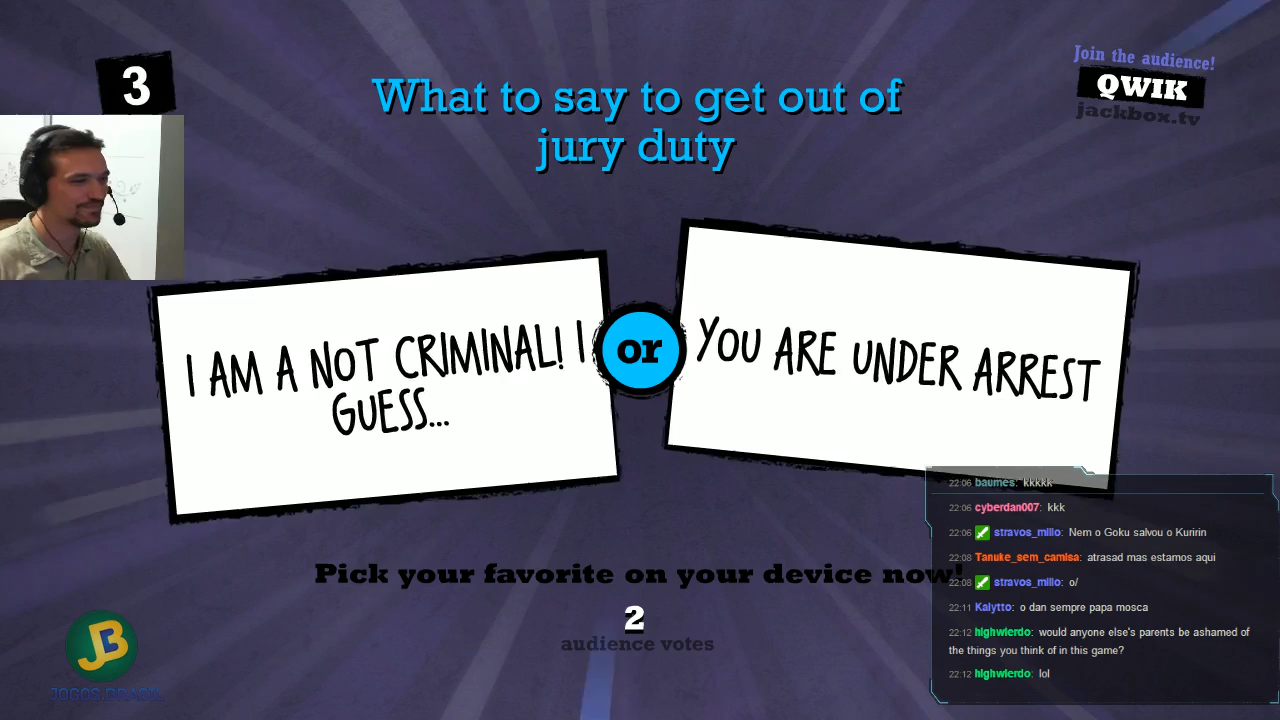 3
What to say to get out of
jury duty
Join the audience!
QWIK
jackbox.tv
I AM A NOT CRIMINAL! I
GUESS...
or
YOU ARE UNDER ARREST
Pick your favorite on your device now!
2
audience votes
JB
JOGOS.BRASIL
22:06 baumes: kkkkk
22:06 cyberdan007: kkk
22:06 stravos_milio: Nem o Goku salvou o Kuririn
22:08 Tanuke_sem_camisa: atrasad mas estamos aqui
22:08 stravos_milio: o/
22:11 Kalytto: o dan sempre papa mosca
22:12 highwierdo: would anyone else's parents be ashamed of
the things you think of in this game?
22:12 highwierdo: lol